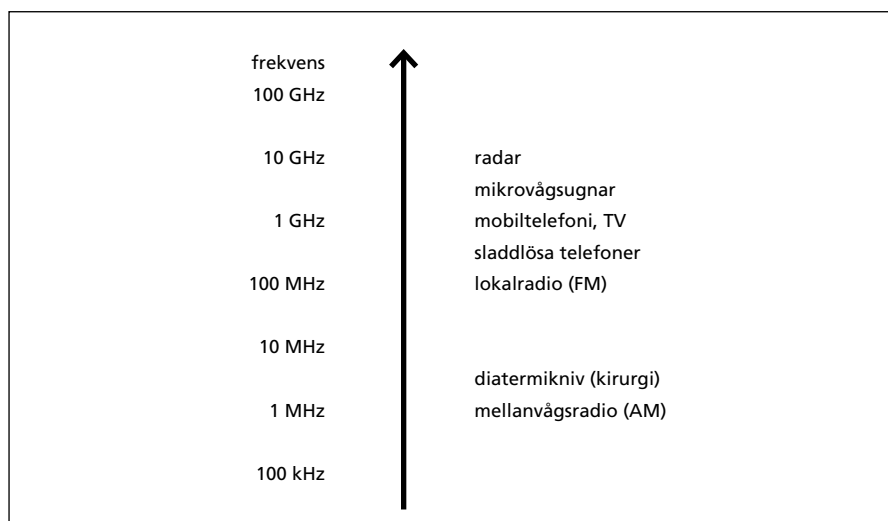 frekvens
100 GHz
10 GHz radar
mikrovågsugnar
1 GHz mobiltelefoni, TV
sladdlösa telefoner
100 MHz lokalradio (FM)
10 MHz
diatermikniv (kirurgi)
1 MHz mellanvågsradio (AM)
100 kHz